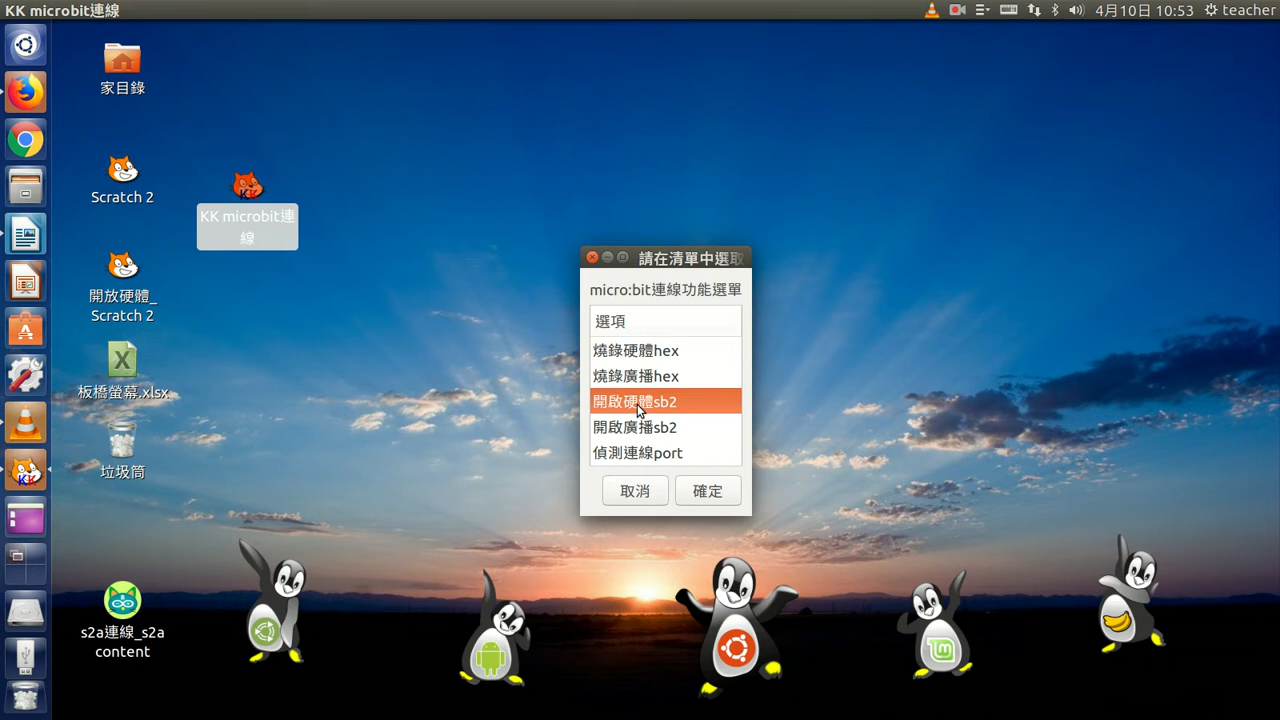 KK microbit連線
4月10日 10:53
teacher
家目錄
Scratch 2
KK microbit連
線
開放硬體_
Scratch 2
板橋螢幕.xlsx
垃圾筒
s2a連線_s2a
content
請在清單中選取
micro:bit連線功能選單
選項
燒錄硬體hex
燒錄廣播hex
開啟硬體sb2
開啟廣播sb2
偵測連線port
取消
確定